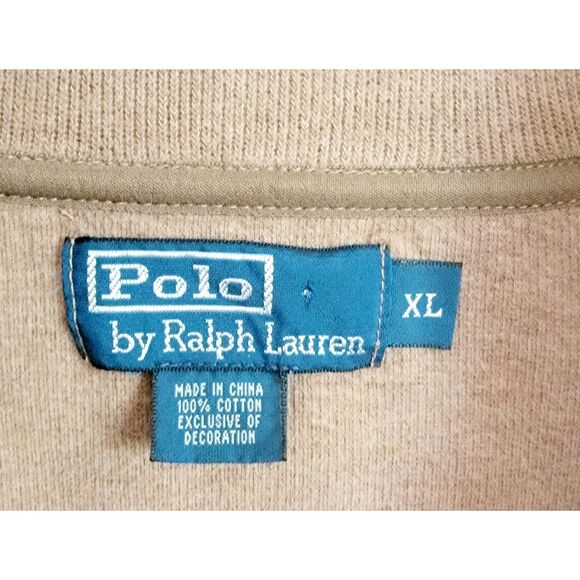 Polo
by Ralph Lauren
XL
MADE IN CHINA
100% COTTON
EXCLUSIVE OF
DECORATION